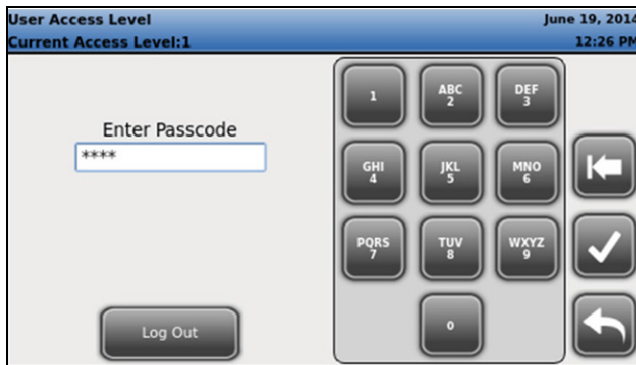 User Access Level
June 19, 2014
Current Access Level:1
12:26 PM
Enter Passcode
****
1
ABC
2
DEF
3
GHI
4
JKL
5
MNO
6
PQRS
7
TUV
8
WXYZ
9
0
Log Out